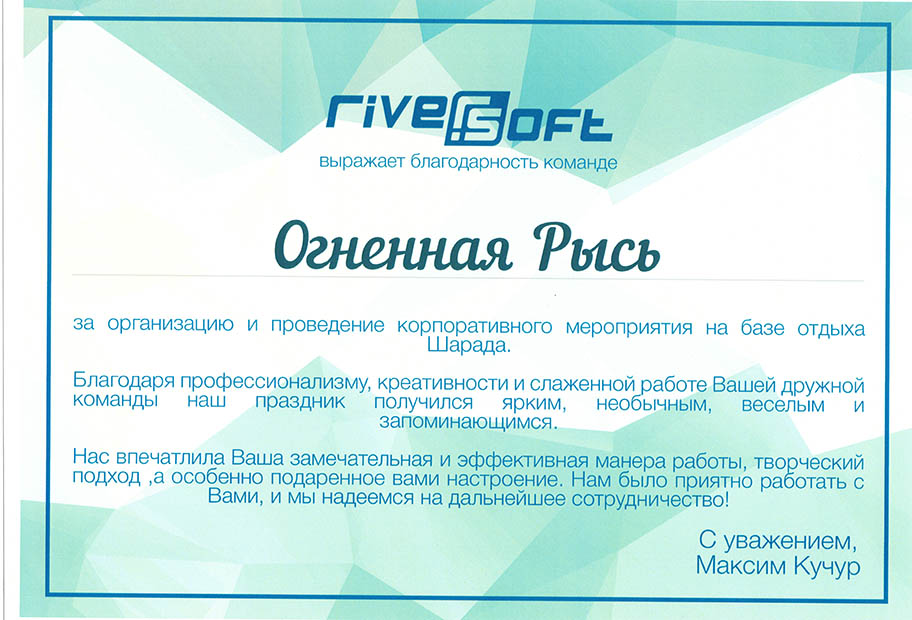 riversoft
выражает благодарность команде
Огненная Рысь
за организацию и проведение корпоративного мероприятия на базе отдыха
Шарада.
Благодаря профессионализму, креативности и слаженной работе Вашей дружной
команды наш праздник получился ярким, необычным, веселым и
запоминающимся.
Нас впечатлила Ваша замечательная и эффективная манера работы, творческий
подход ,а особенно подаренное вами настроение. Нам было приятно работать с
Вами, и мы надеемся на дальнейшее сотрудничество!
С уважением,
Максим Кучур